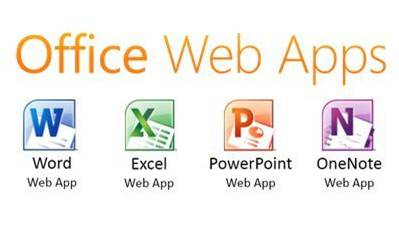 Office Web Apps
W X P N
Word Excel PowerPoint OneNote
Web App Web App Web App Web App